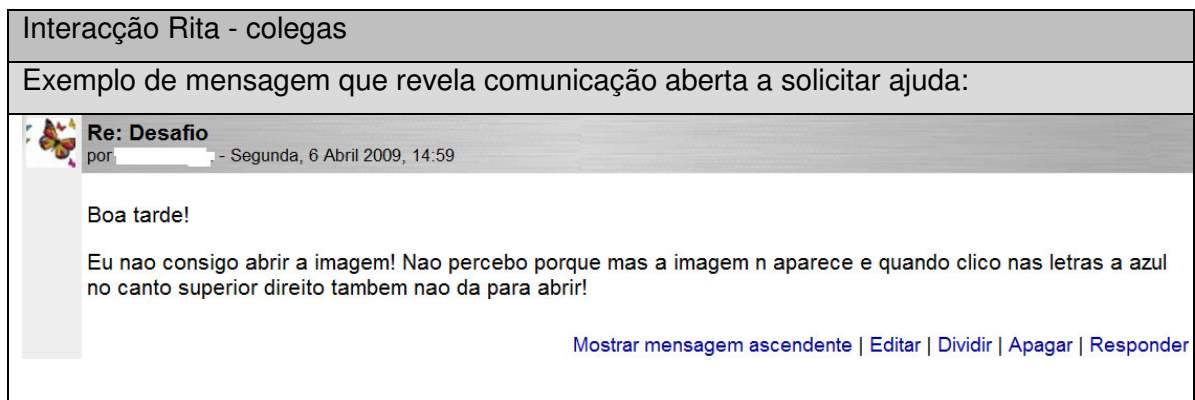 Interacção Rita - colegas
Exemplo de mensagem que revela comunicação aberta a solicitar ajuda:
Re: Desafio
por - Segunda, 6 Abril 2009, 14:59
Boa tarde!
Eu nao consigo abrir a imagem! Nao percebo porque mas a imagem n aparece e quando clico nas letras a azul
no canto superior direito tambem nao da para abrir!
Mostrar mensagem ascendente | Editar | Dividir | Apagar | Responder